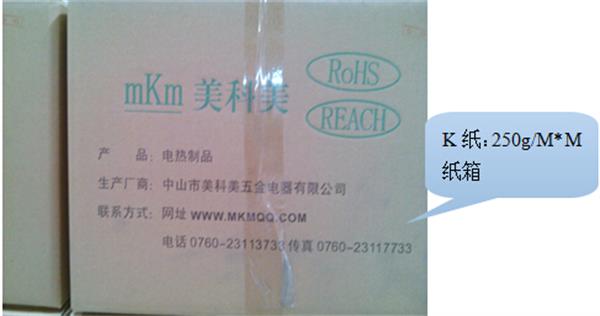 mKm 美科美
RoHS
REACH
产 品：电热制品
生产厂商：中山市美科美五金电器有限公司
联系方式：网址 WWW.MKMQQ.COM
电话 0760-23113733 传真 0760-23117733
K 纸：250g/M*M
纸箱